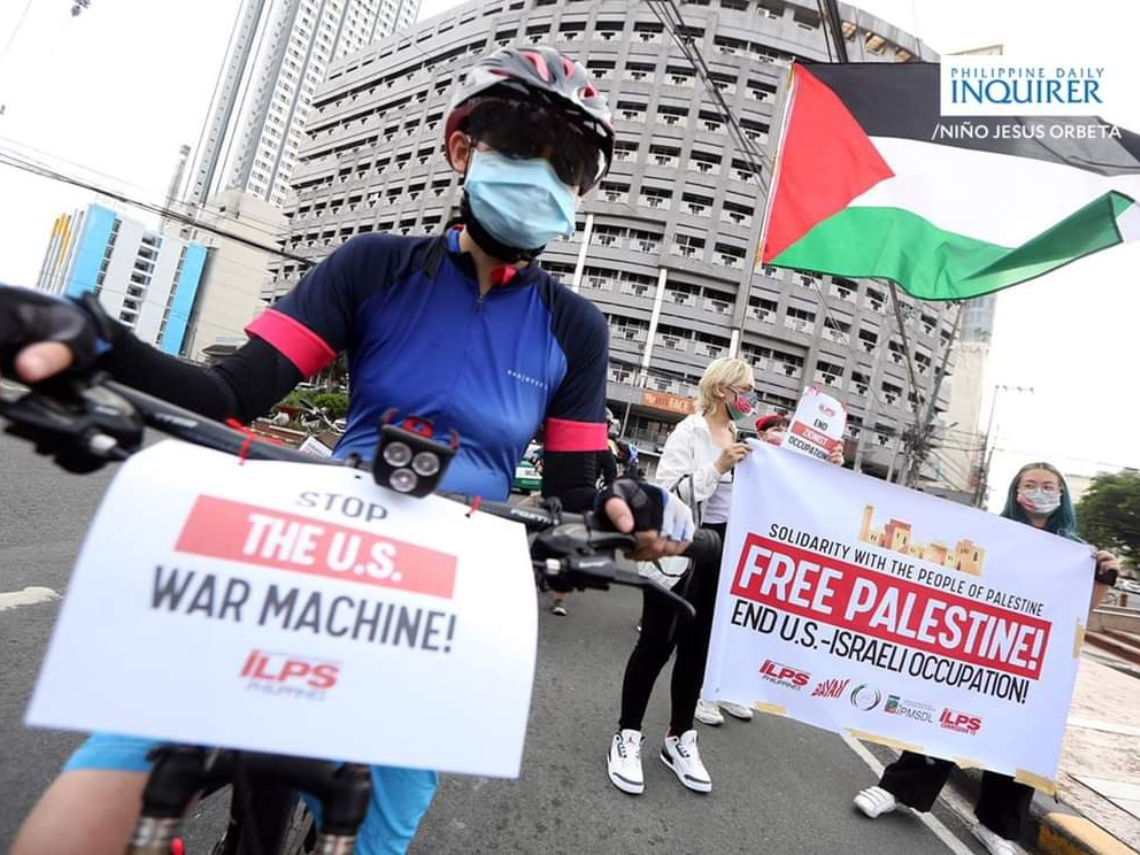 PHILIPPINE DAILY
INQUIRER
/NIÑO JESUS ORBETA
STOP
THE U.S.
WAR MACHINE!
ILPS
PHILIPPINES
ILPS
END
ZIONIST
OCCUPATION
SOLIDARITY WITH THE PEOPLE OF PALESTINE
FREE PALESTINE!
END U.S.-ISRAELI OCCUPATION!
ILPS
PHILIPPINES
BAYAN
IPMSDL
ILPS